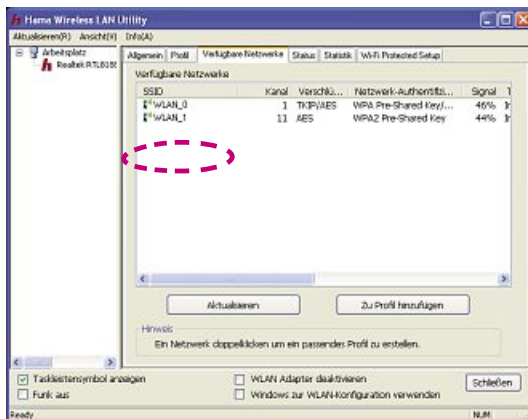 Hama Wireless LAN Utility
Aktualisieren(R) Ansicht(V) Info(A)
Arbeitsplatz
Realtek RTL818
Allgemein Profil Verfügbare Netzwerke Status Statistik Wi-Fi Protected Setup
Verfügbare Netzwerke
SSID Kanal Verschlü... Netzwerk-Authentifizi... Signal T
WLAN_0 1 TKIP/AES WPA Pre-Shared Key/... 46% Ir
WLAN_1 11 AES WPA2 Pre-Shared Key 44% Ir
Aktualisieren Zu Profil hinzufügen
Hinweis
Ein Netzwerk doppelklicken um ein passendes Profil zu erstellen.
Taskleistensymbol anzeigen WLAN Adapter deaktivieren
Funk aus Windows zur WLAN-Konfiguration verwenden
Schließen
Ready NUM